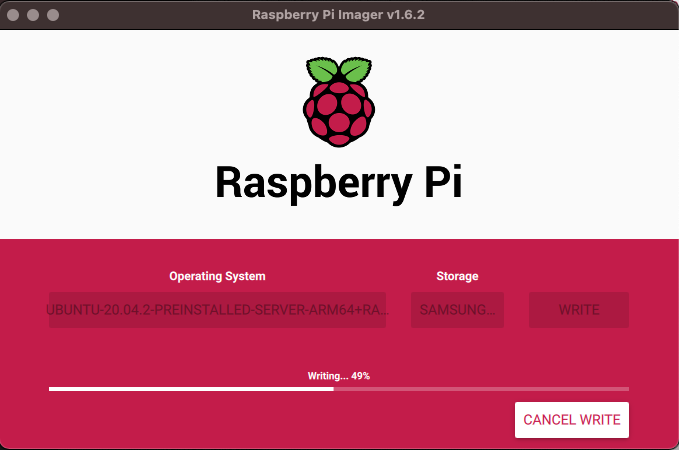 Raspberry Pi Imager v1.6.2
Raspberry Pi
Operating System Storage
UBUNTU-20.04.2-PREINSTALLED-SERVER-ARM64+RA... SAMSUNG... WRITE
Writing... 49%
CANCEL WRITE